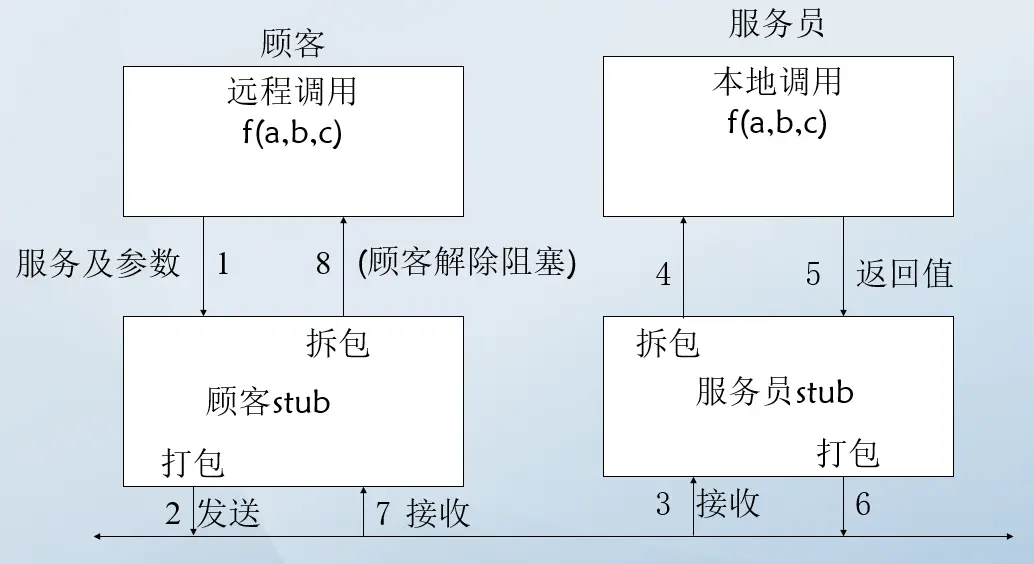 顾客
服务员
远程调用
f(a,b,c)
本地调用
f(a,b,c)
服务及参数 1
8 (顾客解除阻塞)
4
5 返回值
拆包
顾客stub
打包
拆包
服务员stub
打包
2 发送
7 接收
3 接收
6